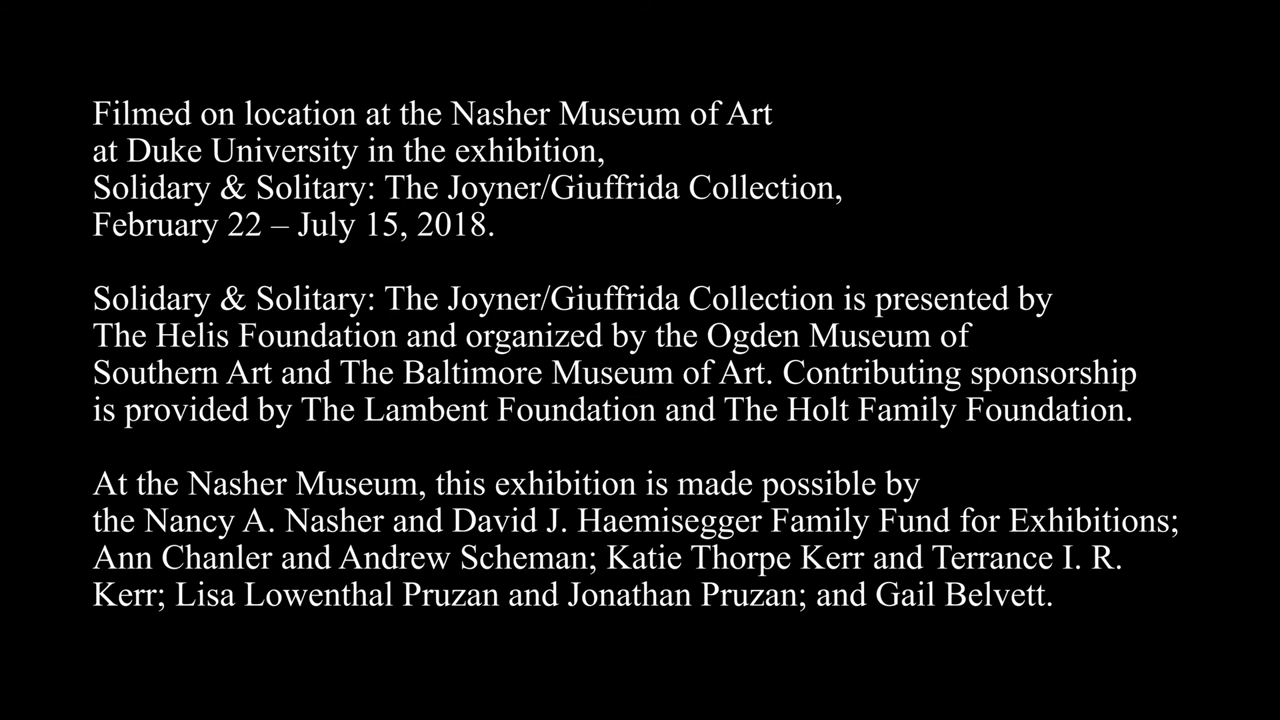 Filmed on location at the Nasher Museum of Art
at Duke University in the exhibition,
Solidary & Solitary: The Joyner/Giuffrida Collection,
February 22 – July 15, 2018.
Solidary & Solitary: The Joyner/Giuffrida Collection is presented by
The Helis Foundation and organized by the Ogden Museum of
Southern Art and The Baltimore Museum of Art. Contributing sponsorship
is provided by The Lambent Foundation and The Holt Family Foundation.
At the Nasher Museum, this exhibition is made possible by
the Nancy A. Nasher and David J. Haemisegger Family Fund for Exhibitions;
Ann Chanler and Andrew Scheman; Katie Thorpe Kerr and Terrance I. R.
Kerr; Lisa Lowenthal Pruzan and Jonathan Pruzan; and Gail Belvett.